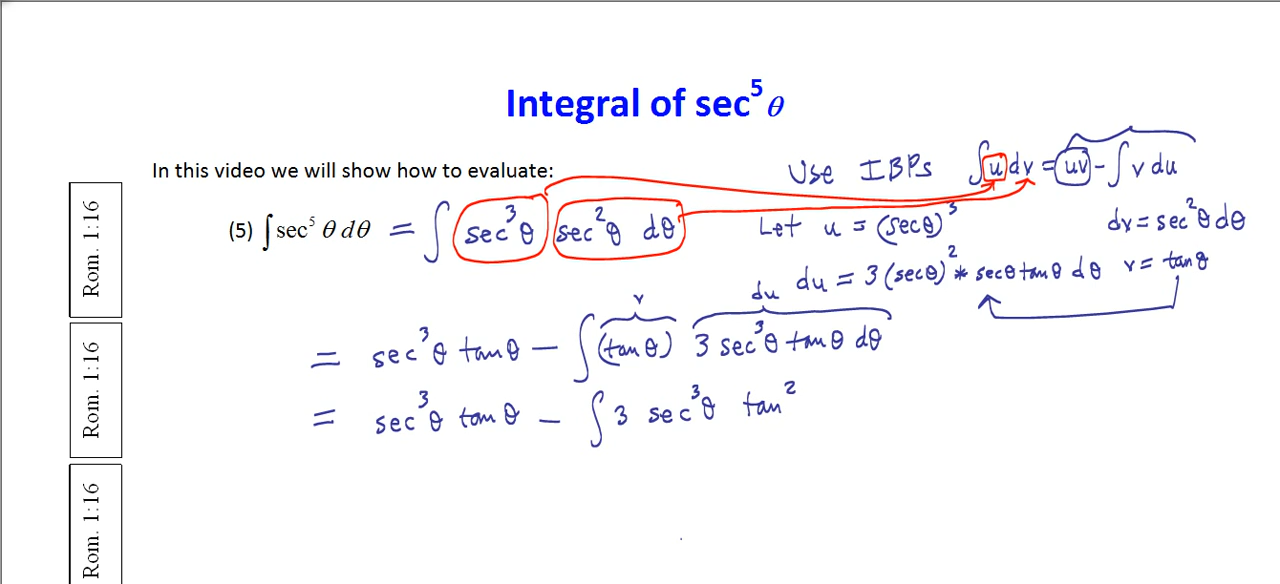 Integral of sec⁵ θ
In this video we will show how to evaluate:
Use IBPs ∫u dv = uv - ∫v du
(5) ∫sec⁵ θ dθ = ∫ sec³θ sec²θ dθ
Let u = (secθ)³ dv = sec²θ dθ
du = 3(secθ)² * secθ tanθ dθ v = tanθ
v du
= sec³θ tanθ - ∫(tanθ) 3 sec³θ tanθ dθ
= sec³θ tanθ - ∫3 sec³θ tan²
Rom. 1:16
Rom. 1:16
Rom. 1:16